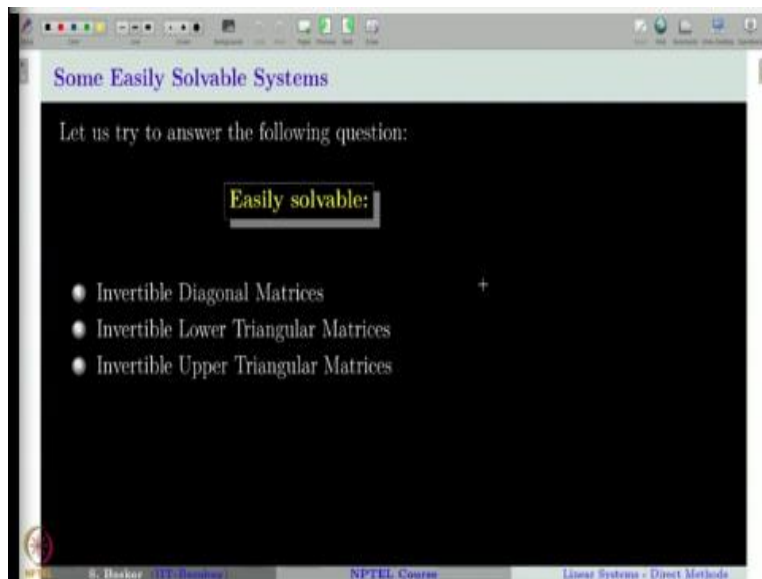 Some Easily Solvable Systems
Let us try to answer the following question:
Easily solvable:
Invertible Diagonal Matrices
Invertible Lower Triangular Matrices
Invertible Upper Triangular Matrices
S. Baskar (IIT-Bombay) NPTEL Course Linear Systems - Direct Methods